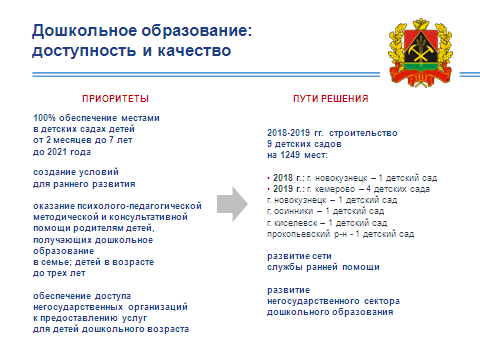 Дошкольное образование:
доступность и качество
ПРИОРИТЕТЫ
100% обеспечение местами
в детских садах детей
от 2 месяцев до 7 лет
до 2021 года
создание условий
для раннего развития
оказание психолого-педагогической
методической и консультативной
помощи родителям детей,
получающих дошкольное
образование
в семье; детей в возрасте
до трех лет
обеспечение доступа
негосударственных организаций
к предоставлению услуг
для детей дошкольного возраста
ПУТИ РЕШЕНИЯ
2018-2019 гг. строительство
9 детских садов
на 1249 мест:
• 2018 г.: г. новокузнецк – 1 детский сад
• 2019 г.: г. кемерово – 4 детских сада
г. новокузнецк – 1 детский сад
г. осинники – 1 детский сад
г. киселевск – 1 детский сад
прокопьевский р-н - 1 детский сад
развитие сети
службы ранней помощи
развитие
негосударственного сектора
дошкольного образования